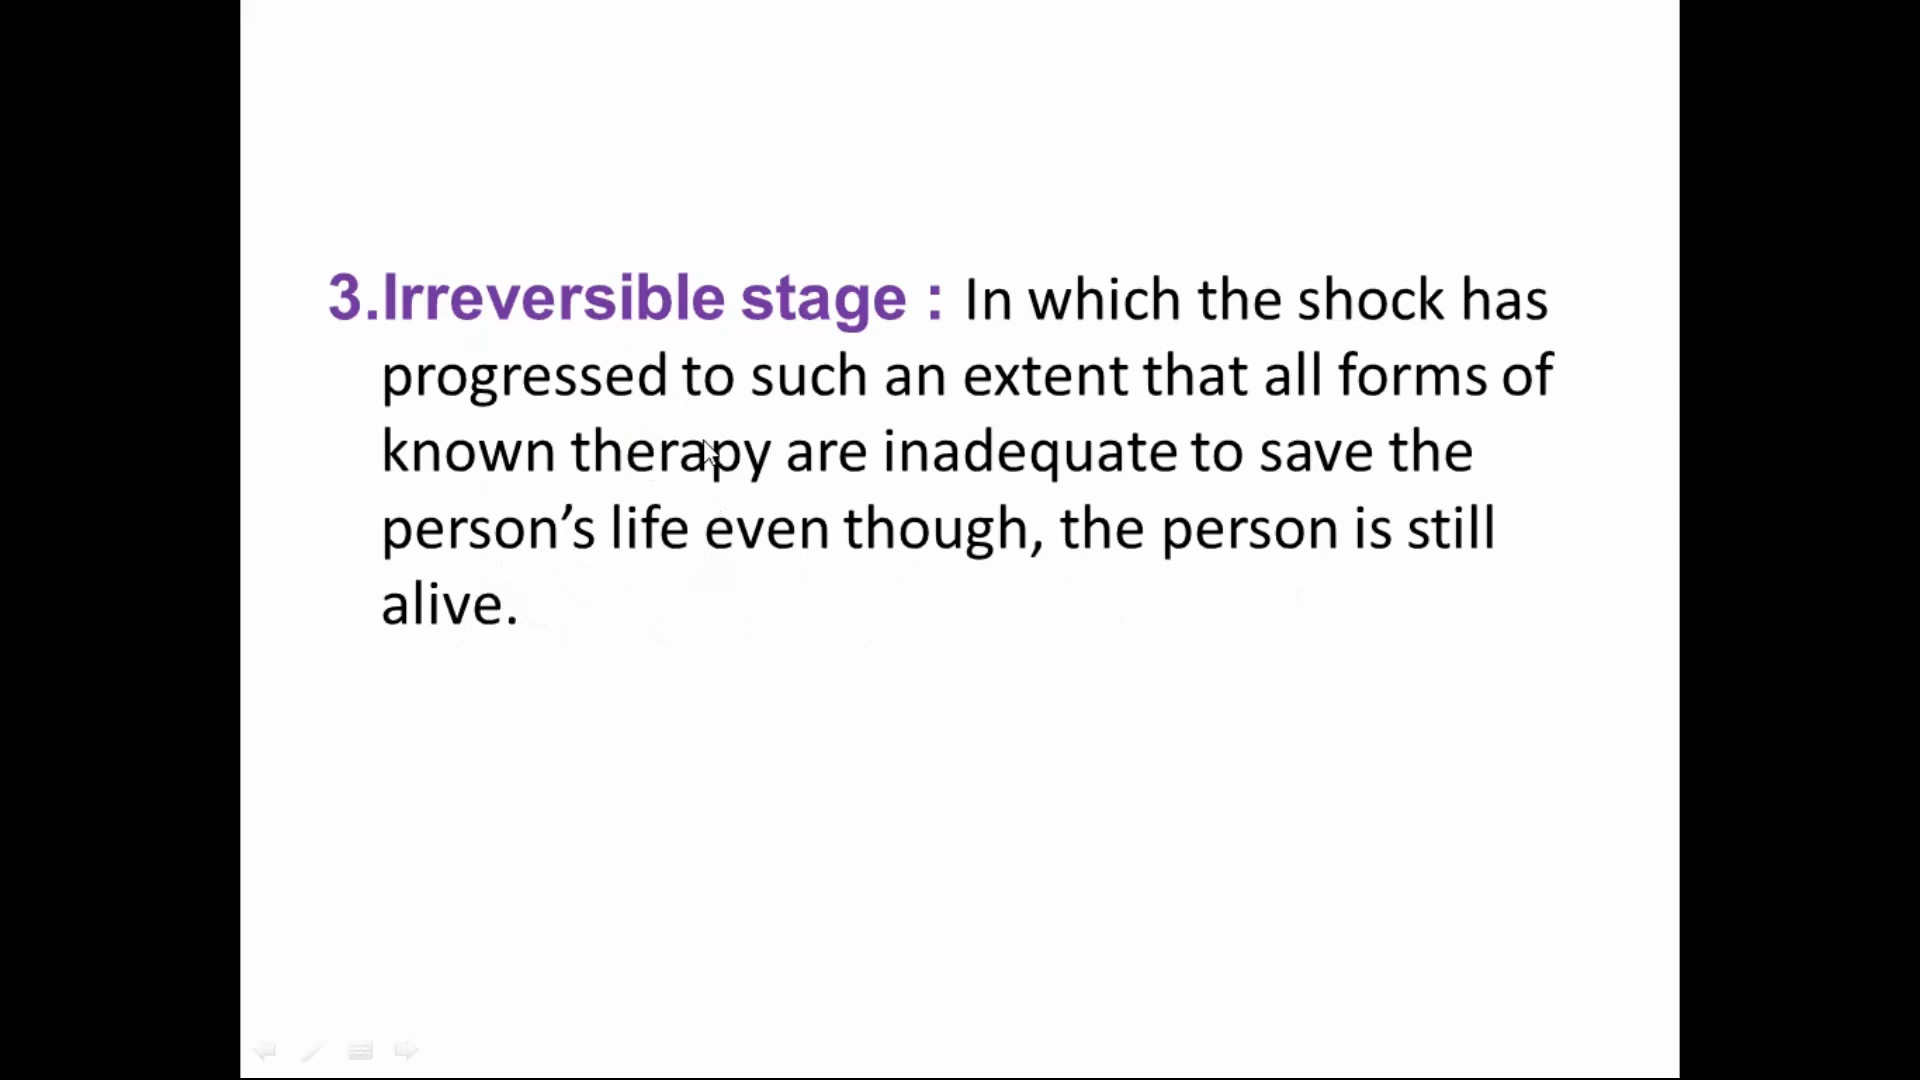 3.Irreversible stage : In which the shock has
progressed to such an extent that all forms of
known therapy are inadequate to save the
person’s life even though, the person is still
alive.